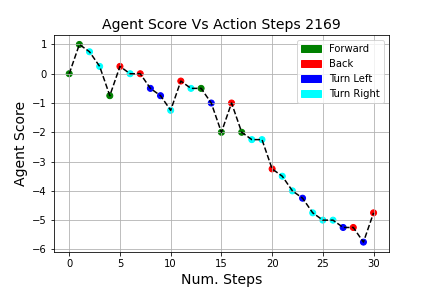 Agent Score Vs Action Steps 2169
Forward
Back
Turn Left
Turn Right
1
0
−1
−2
−3
−4
−5
−6
Agent Score
0 5 10 15 20 25 30
Num. Steps